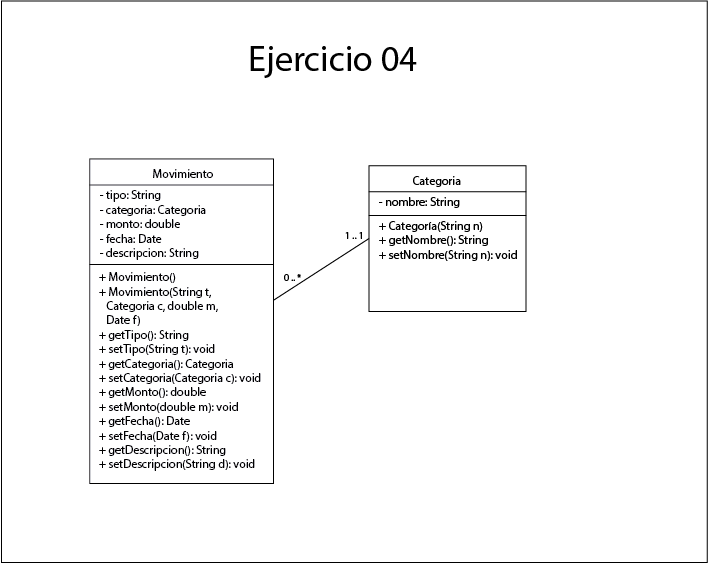 Ejercicio 04
Movimiento
- tipo: String
- categoria: Categoria
- monto: double
- fecha: Date
- descripcion: String
+ Movimiento()
+ Movimiento(String t,
Categoria c, double m,
Date f)
+ getTipo(): String
+ setTipo(String t): void
+ getCategoria(): Categoria
+ setCategoria(Categoria c): void
+ getMonto(): double
+ setMonto(double m): void
+ getFecha(): Date
+ setFecha(Date f): void
+ getDescripcion(): String
+ setDescripcion(String d): void
0 .. *
1 .. 1
Categoria
- nombre: String
+ Categoría(String n)
+ getNombre(): String
+ setNombre(String n): void